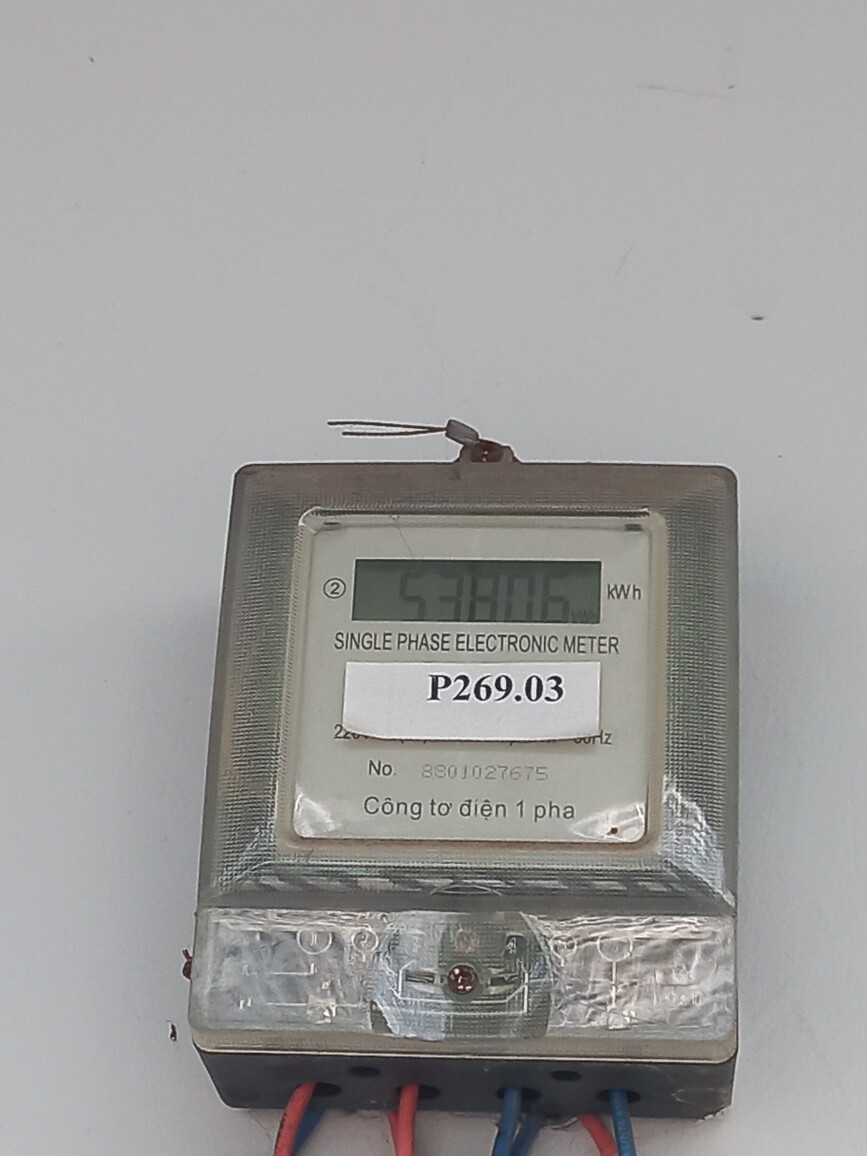 ② 53806 kWh
SINGLE PHASE ELECTRONIC METER
P269.03
No. 8801027675
Công tơ điện 1 pha